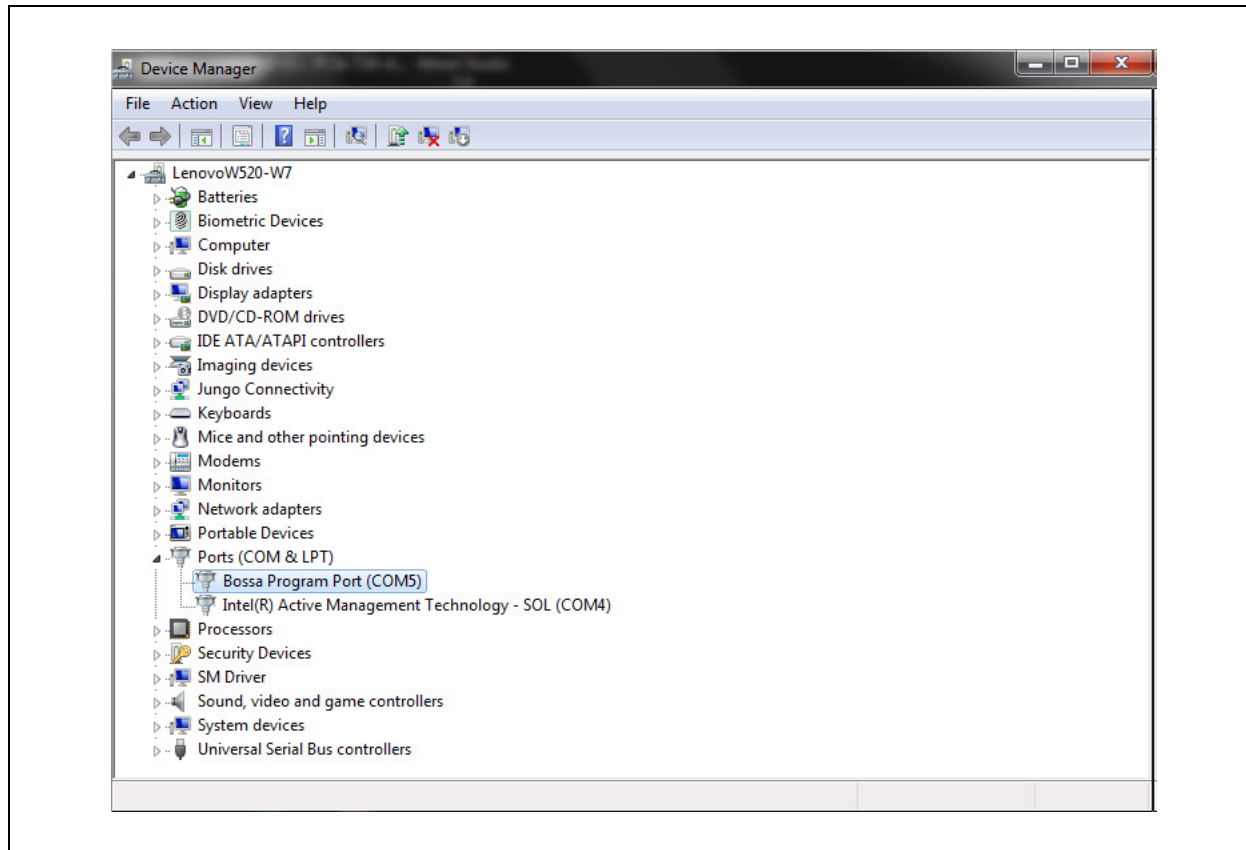 Device Manager
File Action View Help
LenovoW520-W7
Batteries
Biometric Devices
Computer
Disk drives
Display adapters
DVD/CD-ROM drives
IDE ATA/ATAPI controllers
Imaging devices
Jungo Connectivity
Keyboards
Mice and other pointing devices
Modems
Monitors
Network adapters
Portable Devices
Ports (COM & LPT)
Bossa Program Port (COM5)
Intel(R) Active Management Technology - SOL (COM4)
Processors
Security Devices
SM Driver
Sound, video and game controllers
System devices
Universal Serial Bus controllers